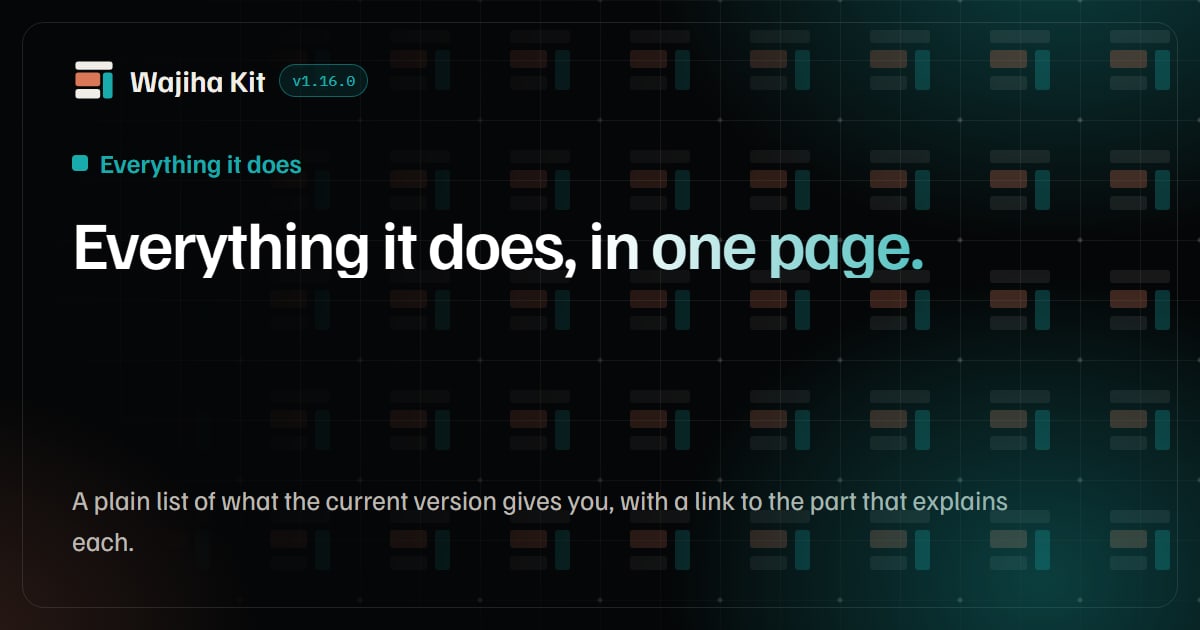 Wajiha Kit v1.16.0
Everything it does
Everything it does, in one page.
A plain list of what the current version gives you, with a link to the part that explains
each.